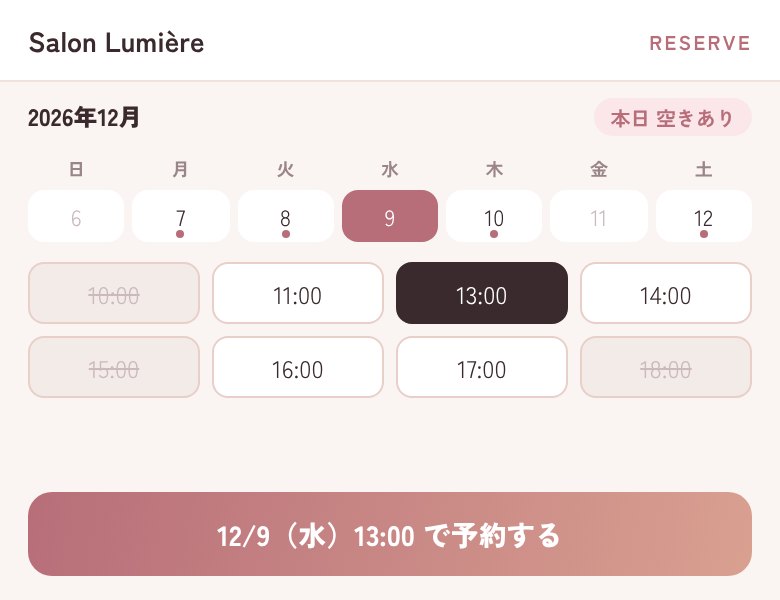 Salon Lumière
RESERVE
2026年12月
本日 空きあり
日 月 火 水 木 金 土
6 7 8 9 10 11 12
10:00 11:00 13:00 14:00
15:00 16:00 17:00 18:00
12/9（水）13:00 で予約する